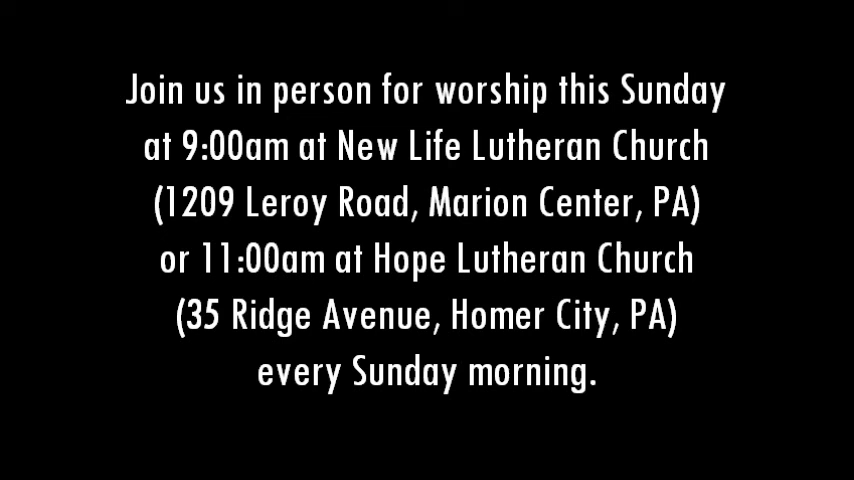 Join us in person for worship this Sunday
at 9:00am at New Life Lutheran Church
(1209 Leroy Road, Marion Center, PA)
or 11:00am at Hope Lutheran Church
(35 Ridge Avenue, Homer City, PA)
every Sunday morning.